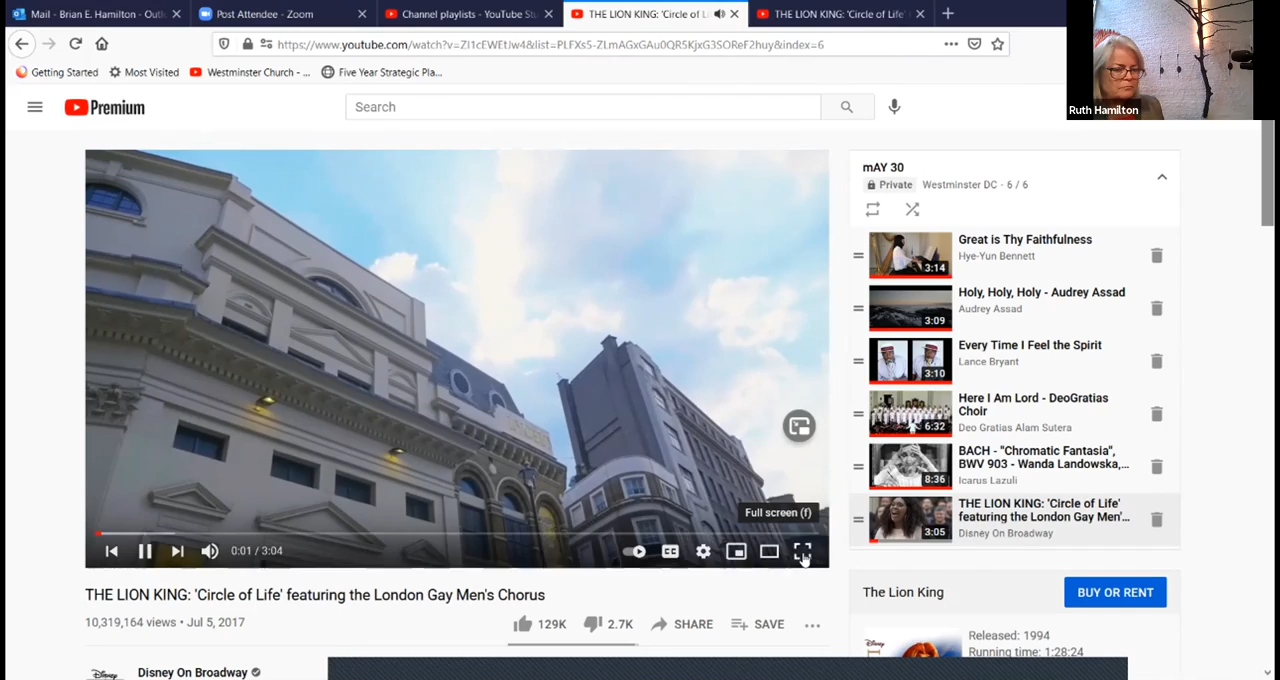 Mail - Brian E. Hamilton - Outl
Post Attendee - Zoom
Channel playlists - YouTube St
THE LION KING: 'Circle of Li
THE LION KING: 'Circle of Life'
https://www.youtube.com/watch?v=ZI1cEWEtJw4&list=PLFXs5-ZLmAGxGAu0QR5KjxG3SOReF2huy&index=6
Getting Started
Most Visited
Westminster Church - ...
Five Year Strategic Pla...
Ruth Hamilton
Premium
Search
mAY 30
Private
Westminster DC - 6 / 6
Great is Thy Faithfulness
Hye-Yun Bennett
3:14
Holy, Holy, Holy - Audrey Assad
Audrey Assad
3:09
Every Time I Feel the Spirit
Lance Bryant
3:10
Here I Am Lord - DeoGratias
Choir
Deo Gratias Alam Sutera
6:32
BACH - "Chromatic Fantasia",
BWV 903 - Wanda Landowska,...
Icarus Lazuli
8:36
THE LION KING: 'Circle of Life'
featuring the London Gay Men'...
Disney On Broadway
3:05
Full screen (f)
0:01 / 3:04
CC
THE LION KING: 'Circle of Life' featuring the London Gay Men's Chorus
10,319,164 views • Jul 5, 2017
129K
2.7K
SHARE
SAVE
The Lion King
BUY OR RENT
Disney
Released: 1994
Running time: 1:28:24
Disney
Disney On Broadway